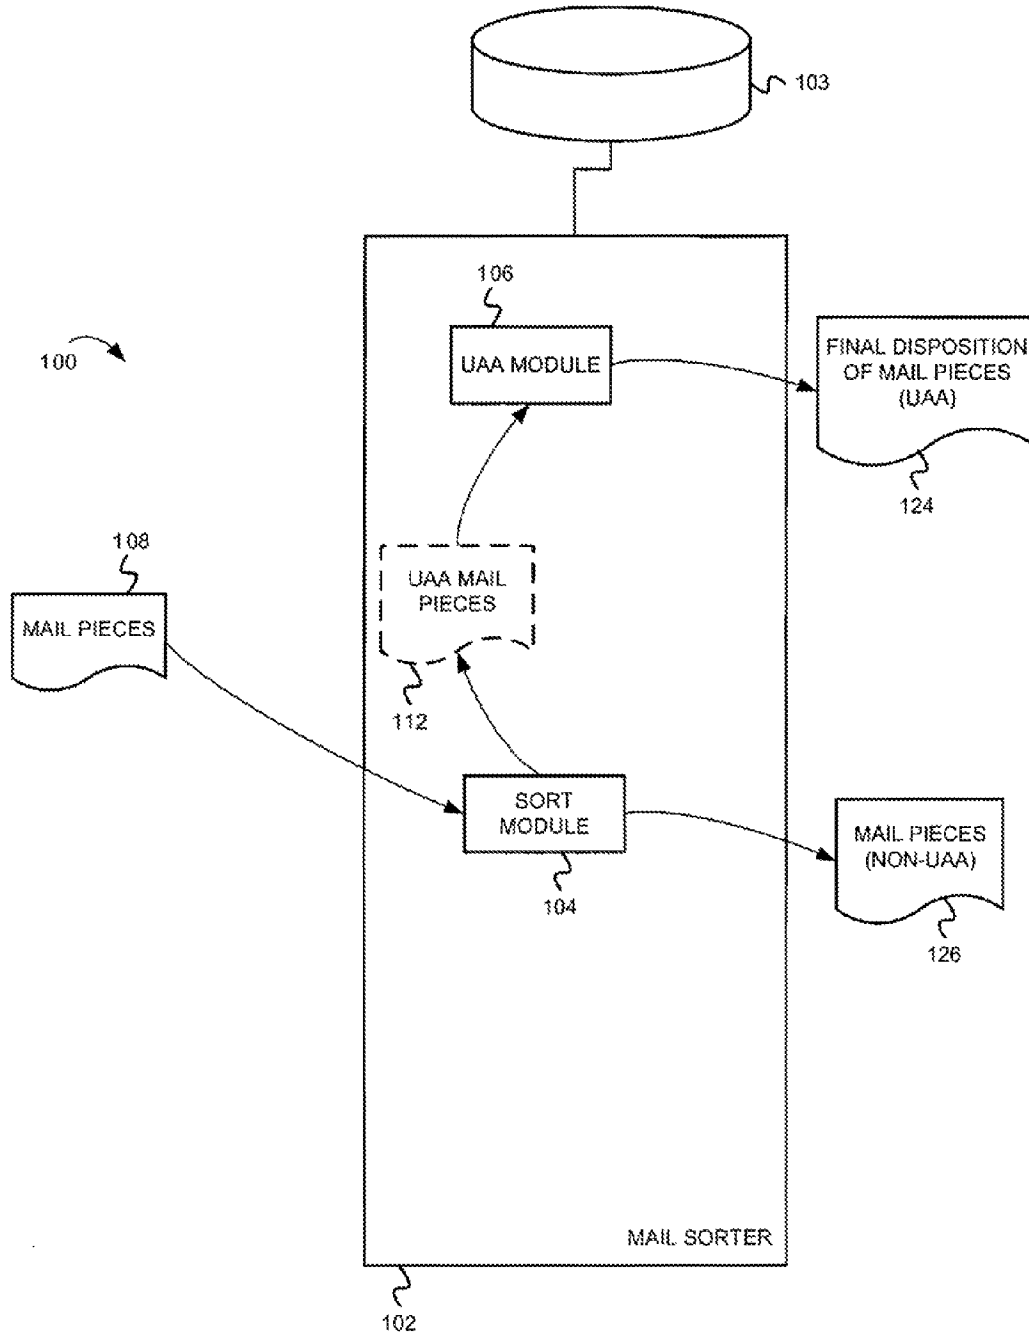 103
106
UAA MODULE
FINAL DISPOSITION
OF MAIL PIECES
(UAA)
100
124
108
UAA MAIL
PIECES
MAIL PIECES
112
SORT
MODULE
MAIL PIECES
(NON-UAA)
104
126
MAIL SORTER
102